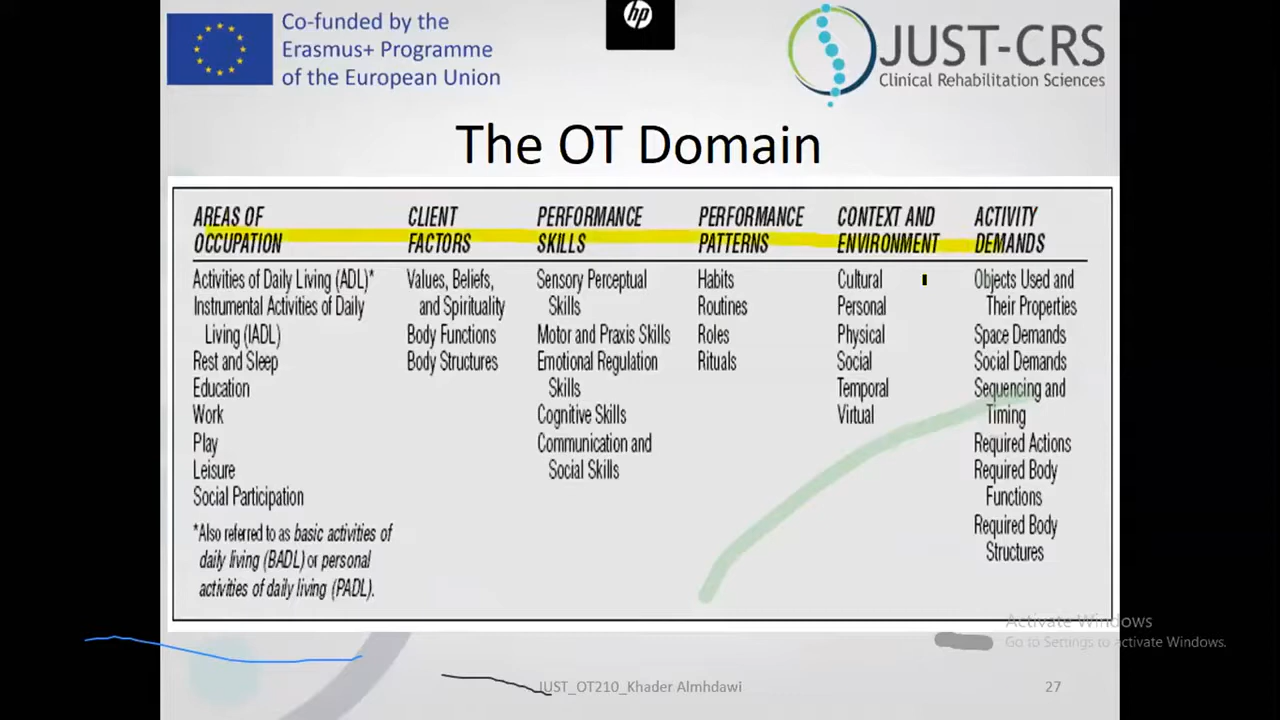 Co-funded by the
Erasmus+ Programme
of the European Union
hp
JUST-CRS
Clinical Rehabilitation Sciences
The OT Domain
AREAS OF
OCCUPATION
Activities of Daily Living (ADL)*
Instrumental Activities of Daily
Living (IADL)
Rest and Sleep
Education
Work
Play
Leisure
Social Participation
*Also referred to as basic activities of
daily living (BADL) or personal
activities of daily living (PADL).
CLIENT
FACTORS
Values, Beliefs,
and Spirituality
Body Functions
Body Structures
PERFORMANCE
SKILLS
Sensory Perceptual
Skills
Motor and Praxis Skills
Emotional Regulation
Skills
Cognitive Skills
Communication and
Social Skills
PERFORMANCE
PATTERNS
Habits
Routines
Roles
Rituals
CONTEXT AND
ENVIRONMENT
Cultural
Personal
Physical
Social
Temporal
Virtual
ACTIVITY
DEMANDS
Objects Used and
Their Properties
Space Demands
Social Demands
Sequencing and
Timing
Required Actions
Required Body
Functions
Required Body
Structures
Activate Windows
Go to Settings to activate Windows.
JUST_OT210_Khader Almhdawi
27